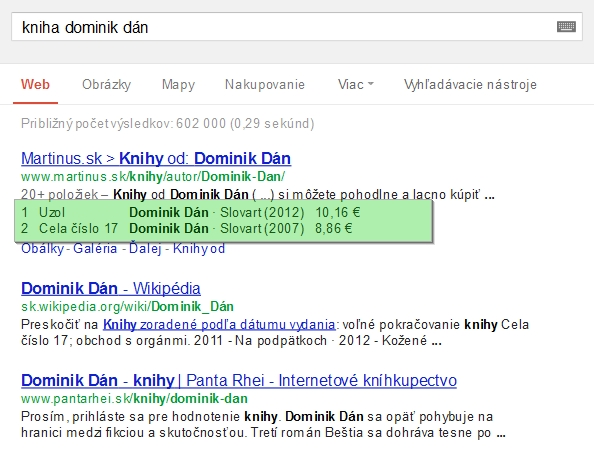 kniha dominik dán
Web Obrázky Mapy Nakupovanie Viac Vyhľadávacie nástroje
Približný počet výsledkov: 602 000 (0,29 sekúnd)
Martinus.sk > Knihy od: Dominik Dán
www.martinus.sk/knihy/autor/Dominik-Dan/
20+ položiek – Knihy od Dominik Dán ( ...) si môžete pohodlne a lacno kúpiť ...
1 Uzol Dominik Dán · Slovart (2012) 10,16 €
2 Cela číslo 17 Dominik Dán · Slovart (2007) 8,86 €
Obálky - Galéria - Ďalej - Knihy od
Dominik Dán - Wikipédia
sk.wikipedia.org/wiki/Dominik_Dán
Preskočiť na Knihy zoradené podľa dátumu vydania: voľné pokračovanie knihy Cela
číslo 17; obchod s orgánmi. 2011 - Na podpätkoch · 2012 - Kožené ...
Dominik Dán - knihy | Panta Rhei - Internetové kníhkupectvo
www.pantarhei.sk/knihy/dominik-dan
Prosím, prihláste sa pre hodnotenie knihy. Dominik Dán sa opäť pohybuje na
hranici medzi fikciou a skutočnosťou. Tretí román Beštia sa dohráva tesne po ...